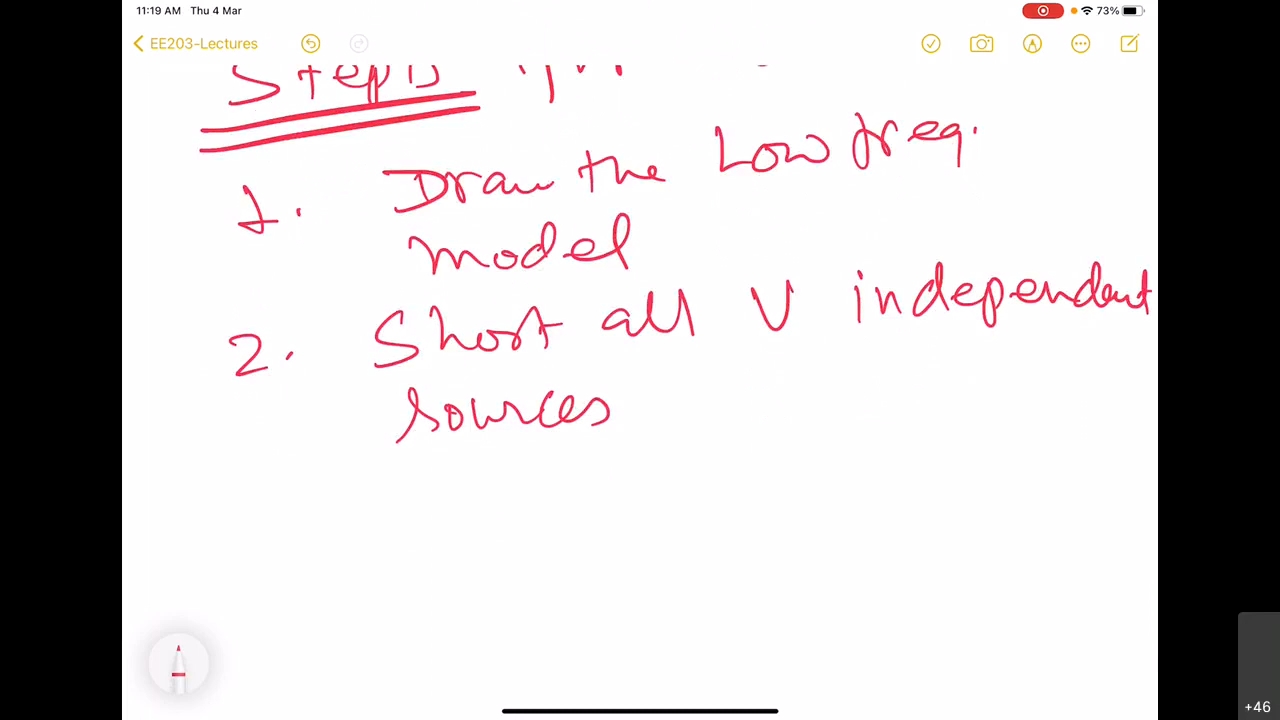 11:19 AM Thu 4 Mar
73%
EE203-Lectures
Steps
1. Draw the Low freq.
model
2. Short all V independent
sources
+46